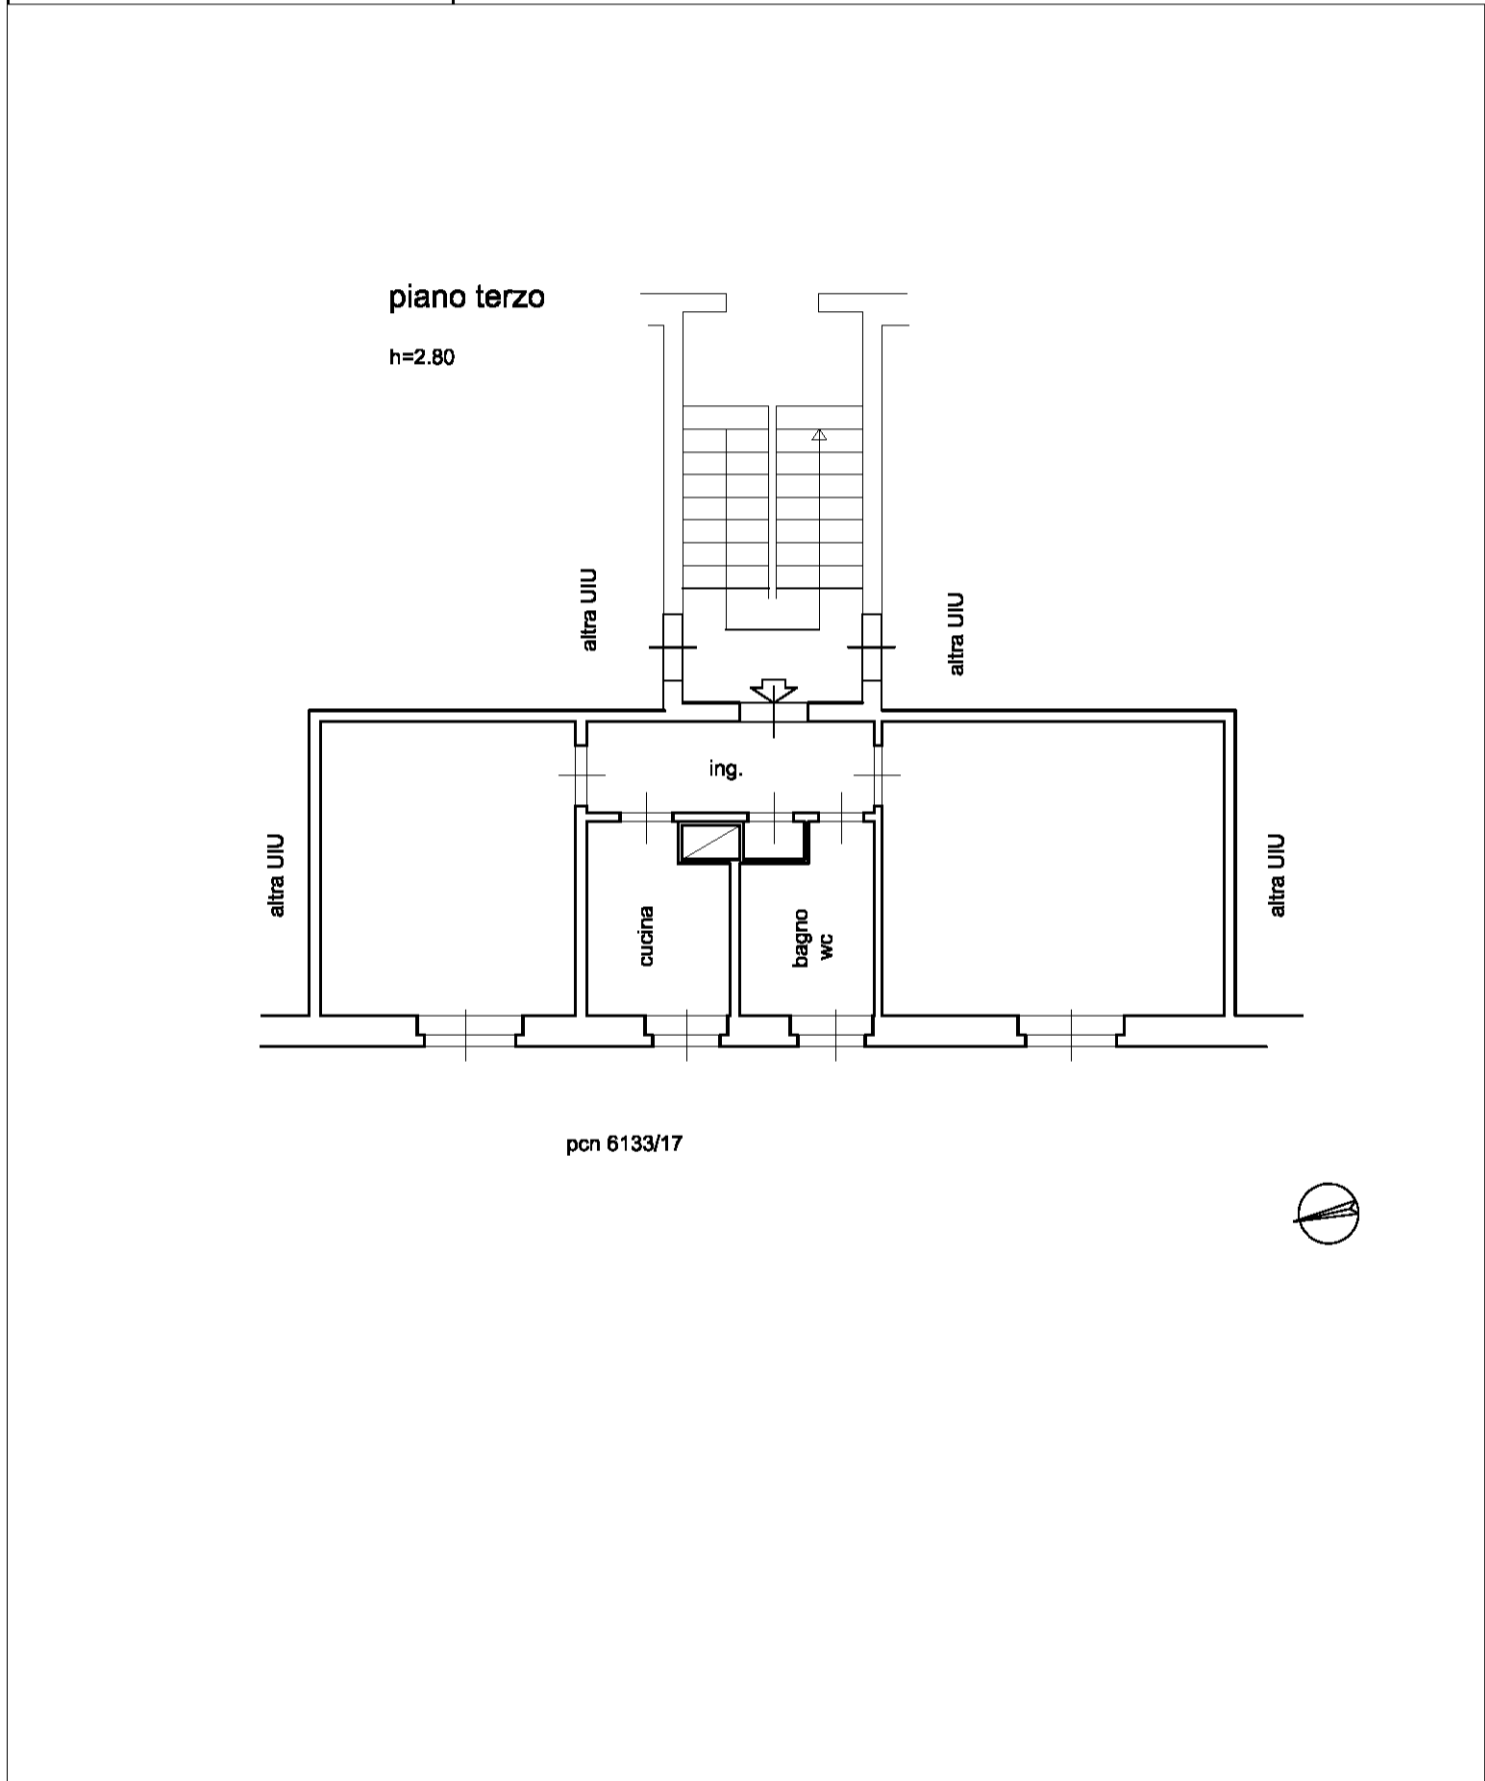 piano terzo
h=2.80
altra UIU
altra UIU
ing.
altra UIU
altra UIU
cucina
bagno
wc
pcn 6133/17